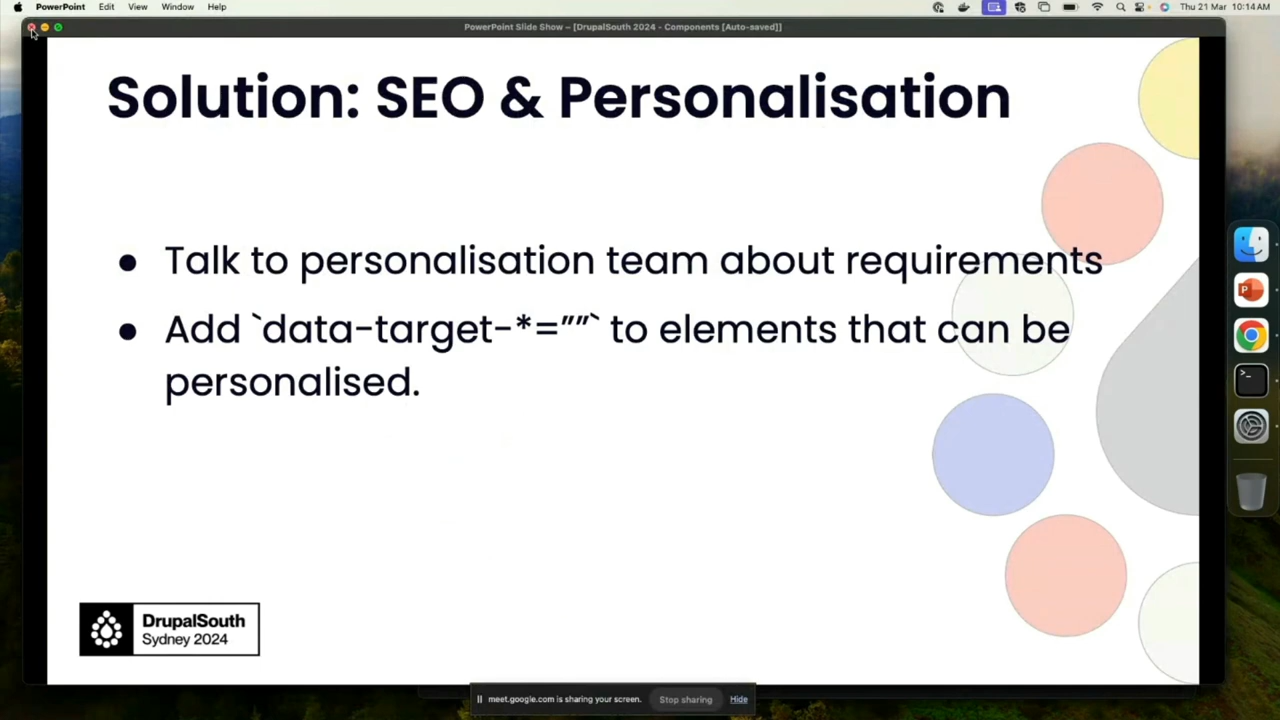 PowerPoint Edit View Window Help Thu 21 Mar 10:14 AM
PowerPoint Slide Show – [DrupalSouth 2024 - Components [Auto-saved]]
Solution: SEO & Personalisation
● Talk to personalisation team about requirements
● Add `data-target-*=””` to elements that can be
personalised.
DrupalSouth
Sydney 2024
meet.google.com is sharing your screen. Stop sharing Hide